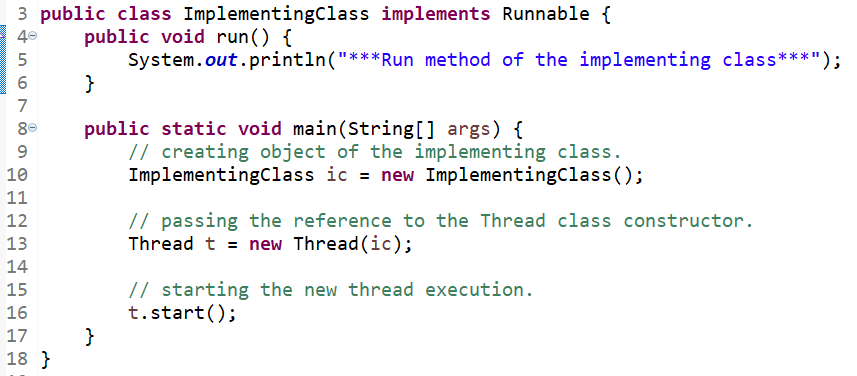 3 public class ImplementingClass implements Runnable {
4 public void run() {
5 System.out.println("***Run method of the implementing class***");
6 }
7
8 public static void main(String[] args) {
9 // creating object of the implementing class.
10 ImplementingClass ic = new ImplementingClass();
11
12 // passing the reference to the Thread class constructor.
13 Thread t = new Thread(ic);
14
15 // starting the new thread execution.
16 t.start();
17 }
18 }